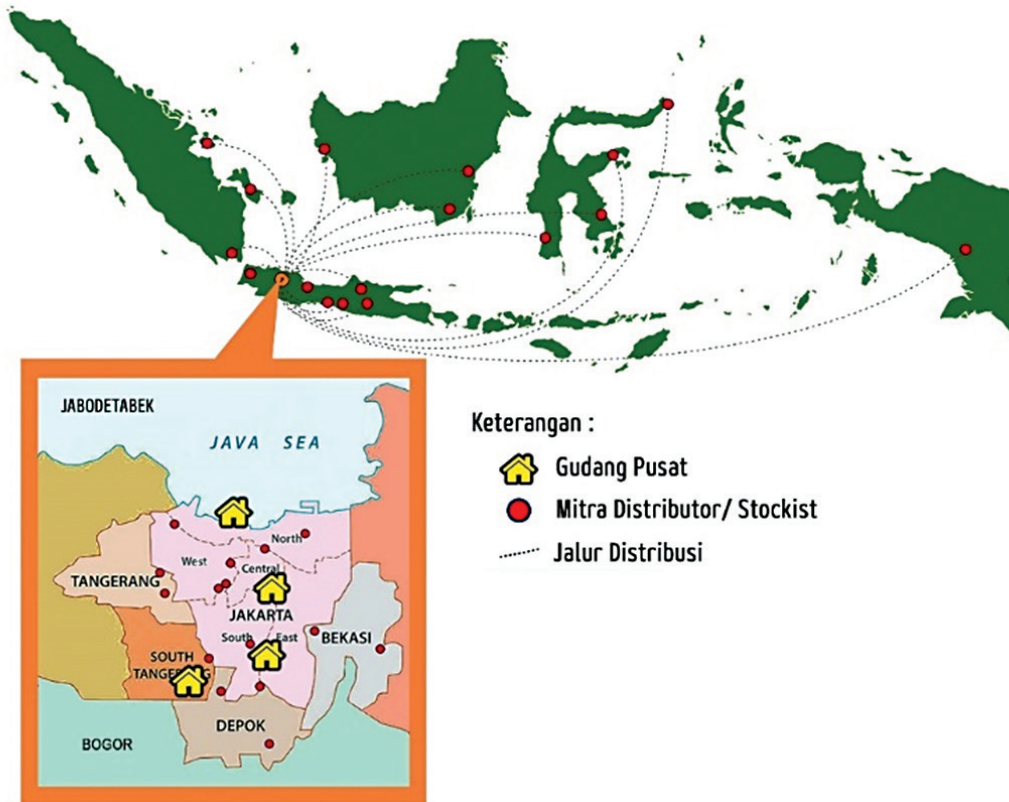 JABODETABEK
JAVA SEA
North
West
Central
TANGERANG
JAKARTA
South
East
BEKASI
SOUTH
TANGERANG
DEPOK
BOGOR
Keterangan :
Gudang Pusat
Mitra Distributor/ Stockist
Jalur Distribusi